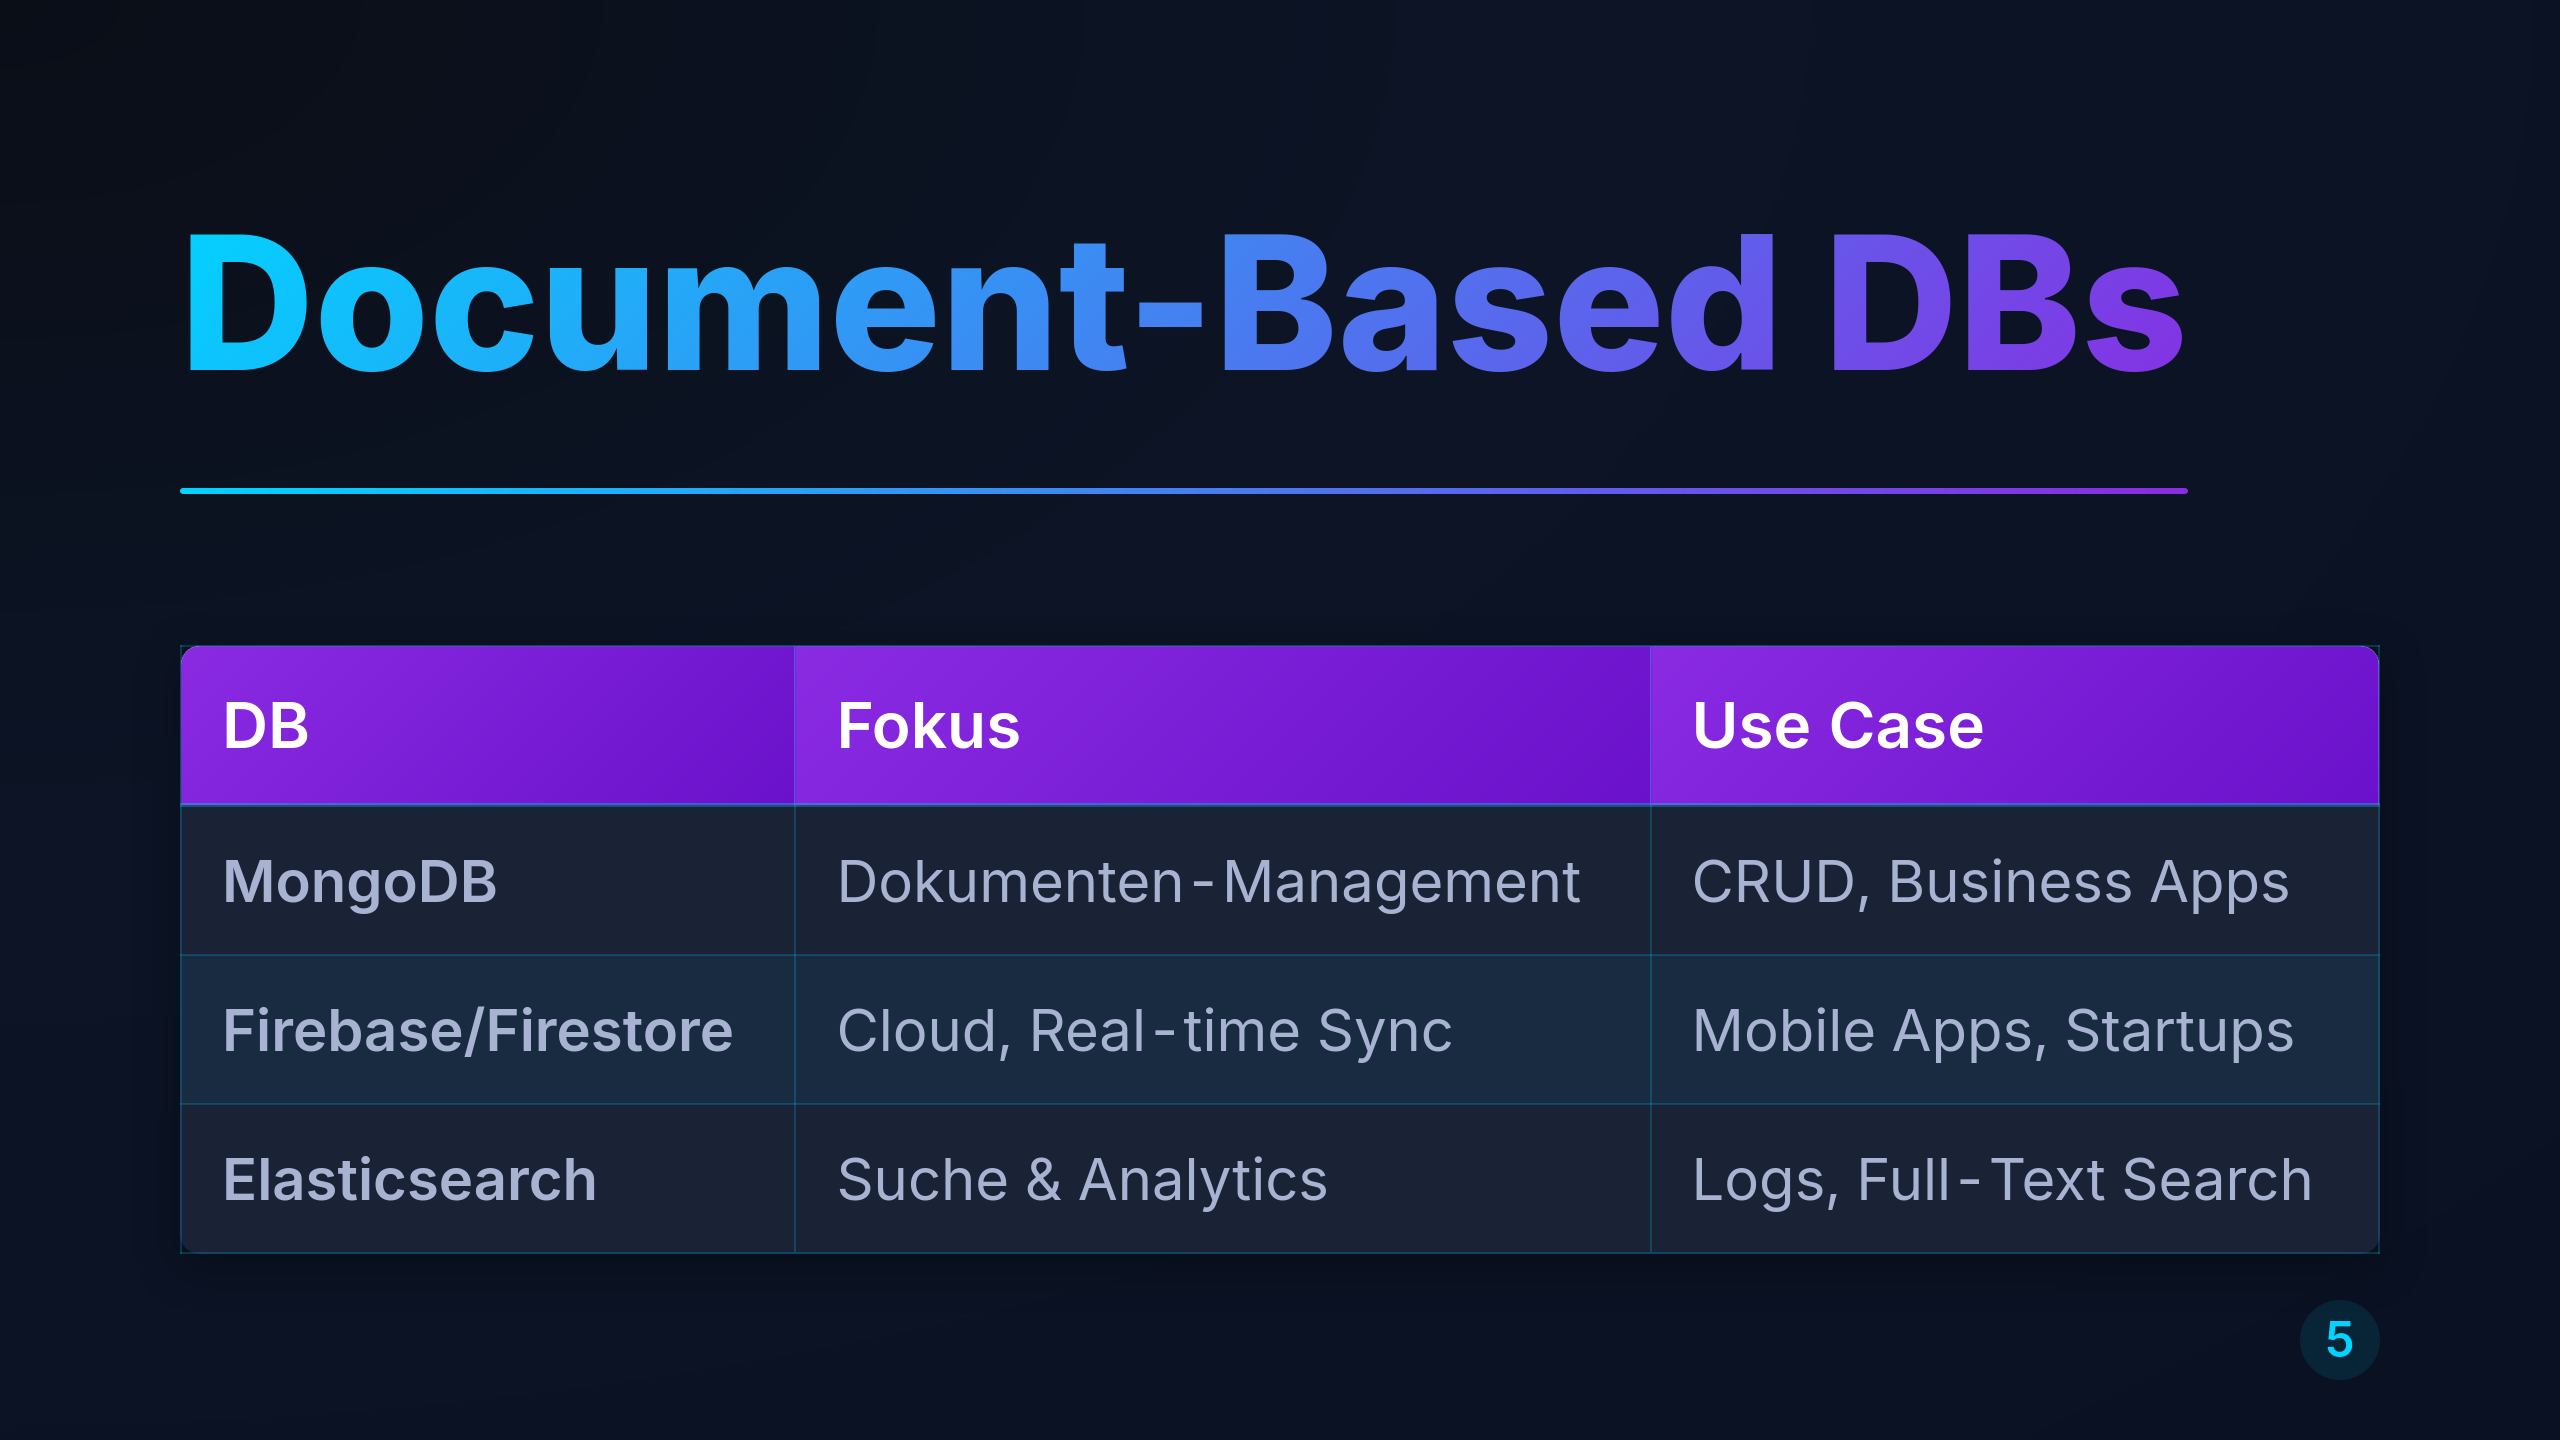 Document-Based DBs
DB Fokus Use Case
MongoDB Dokumenten-Management CRUD, Business Apps
Firebase/Firestore Cloud, Real-time Sync Mobile Apps, Startups
Elasticsearch Suche & Analytics Logs, Full-Text Search
5